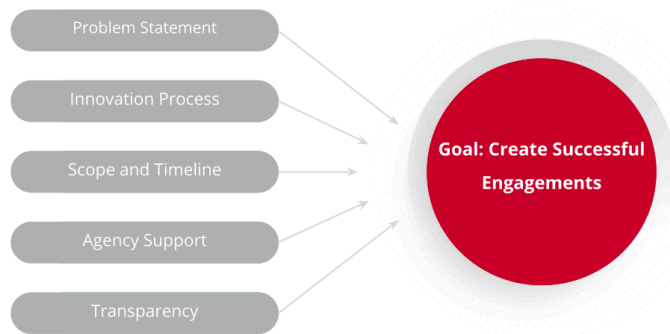 Problem Statement
Innovation Process
Scope and Timeline
Agency Support
Transparency
Goal: Create Successful
Engagements